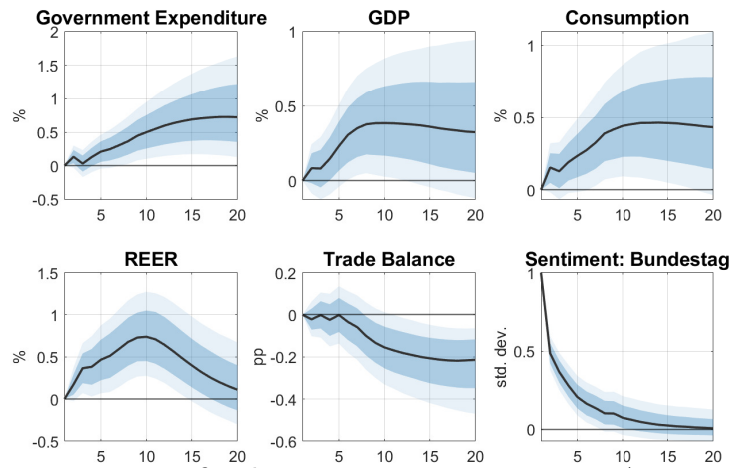 Government Expenditure
GDP
Consumption
2
1.5
1
0.5
0
-0.5
%
5 10 15 20
1
0.5
0
%
5 10 15 20
1
0.5
0
%
5 10 15 20
REER
Trade Balance
Sentiment: Bundestag
1.5
1
0.5
0
-0.5
%
5 10 15 20
0.2
0
-0.2
-0.4
-0.6
pp
5 10 15 20
1
0.5
0
std. dev.
5 10 15 20